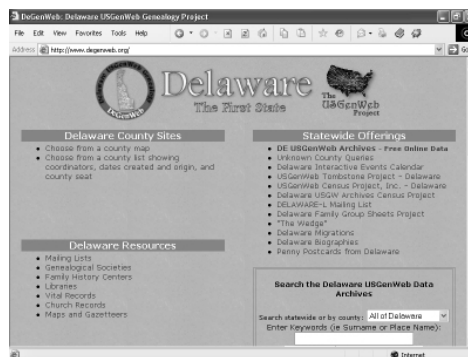 DeGenWeb: Delaware USGenWeb Genealogy Project
File Edit View Favorites Tools Help
Address http://www.degenweb.org/
Delaware
The First State
The
USGenWeb
Project
Delaware County Sites
• Choose from a county map
• Choose from a county list showing
coordinators, dates created and origin, and
county seat
Delaware Resources
• Mailing Lists
• Genealogical Societies
• Family History Centers
• Libraries
• Vital Records
• Church Records
• Maps and Gazetteers
Statewide Offerings
• DE USGenWeb Archives - Free Online Data
• Unknown County Queries
• Delaware Interactive Events Calendar
• USGenWeb Tombstone Project - Delaware
• USGenWeb Census Project, Inc. - Delaware
• Delaware USGW Archives Census Project
• DELAWARE-L Mailing List
• Delaware Family Group Sheets Project
• "The Wedge"
• Delaware Migrations
• Delaware Biographies
• Penny Postcards from Delaware
Search the Delaware USGenWeb Data
Archives
Search statewide or by county: All of Delaware
Enter Keywords (ie Surname or Place Name):
Internet